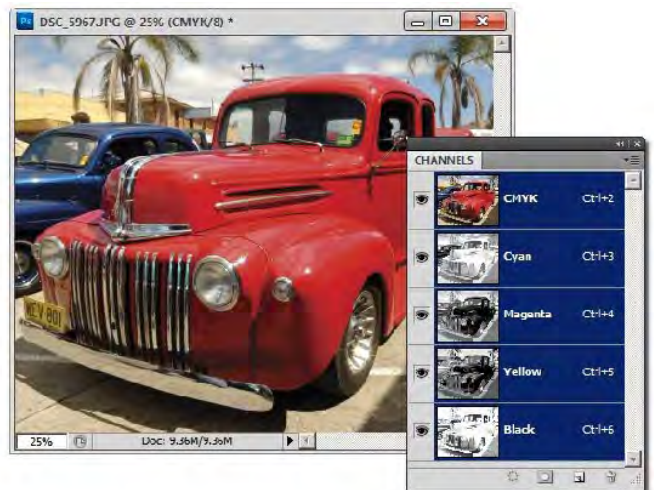 Ps DSC_5967.JPG @ 25% (CMYK/8) *
CHANNELS
CMYK Ctrl+2
Cyan Ctrl+3
Magenta Ctrl+4
Yellow Ctrl+5
Black Ctrl+6
25% Doc: 9.36M/9.36M